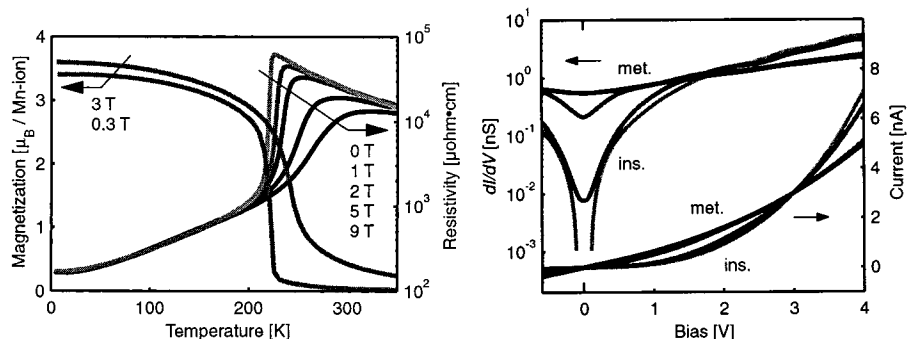 4
3
2
1
0
Magnetization [μB / Mn-ion]
3 T
0.3 T
0 T
1 T
2 T
5 T
9 T
10^5
10^4
10^3
10^2
Resistivity [μohm•cm]
0
100
200
300
Temperature [K]
10^1
10^0
10^-1
10^-2
10^-3
dI/dV [nS]
met.
ins.
met.
ins.
8
6
4
2
0
Current [nA]
0
1
2
3
4
Bias [V]